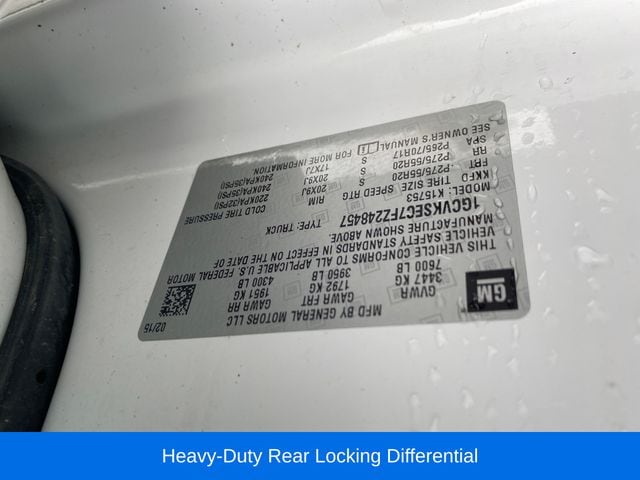 GM
MFD BY GENERAL MOTORS LLC
02/15
GVWR GAWR FRT GAWR RR
3447 KG 1792 KG 1951 KG
7600 LB 3950 LB 4300 LB
THIS VEHICLE CONFORMS TO ALL APPLICABLE U.S. FEDERAL MOTOR
VEHICLE SAFETY STANDARDS IN EFFECT ON THE DATE OF
MANUFACTURE SHOWN ABOVE
1GCVKSEC7FZ248457 TYPE: TRUCK
MODEL: K15753
KNFD TIRE SIZE SPEED RTG RIM COLD TIRE PRESSURE
FRT P275/55R20 S 20X9J 220KPA(32PSI)
RR P275/55R20 S 20X9J 240KPA(35PSI)
SPA P265/70R17 S 17X7J 240KPA(35PSI)
SEE OWNER'S MANUAL FOR MORE INFORMATION
Heavy-Duty Rear Locking Differential